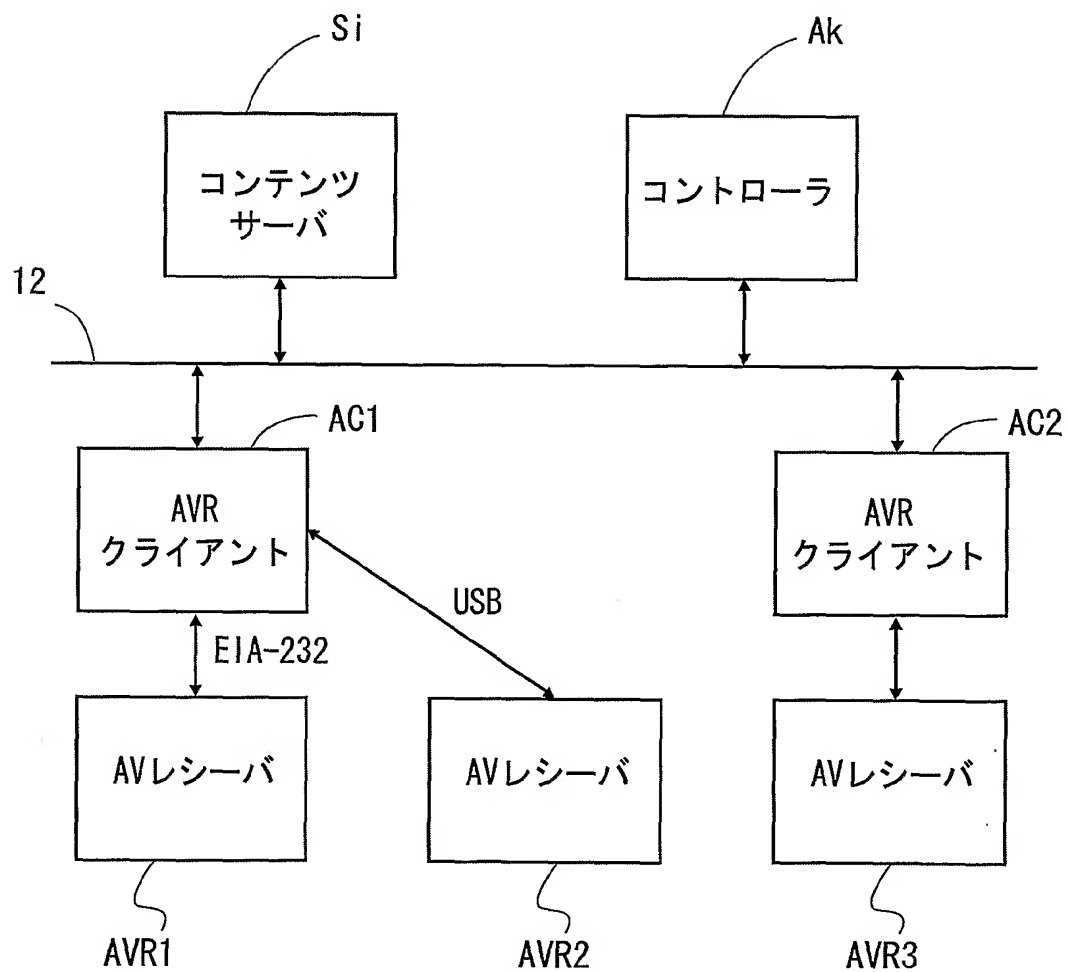 Si
Ak
コンテンツ
サーバ
コントローラ
12
AC1
AC2
AVR
クライアント
AVR
クライアント
USB
EIA-232
AVレシーバ
AVレシーバ
AVレシーバ
AVR1
AVR2
AVR3